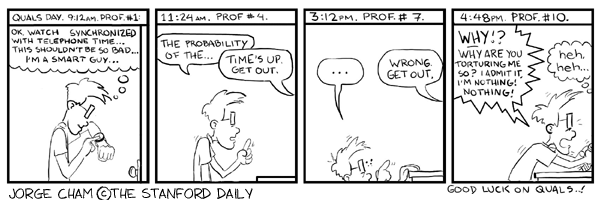 QUALS DAY. 9:12AM. PROF.#1:
OK, WATCH SYNCHRONIZED
WITH TELEPHONE TIME...
THIS SHOULDN'T BE SO BAD...
I'M A SMART GUY...
11:24AM. PROF #4.
THE PROBABILITY
OF THE...
TIME'S UP.
GET OUT.
3:12PM. PROF.# 7.
...
WRONG.
GET OUT.
4:48PM. PROF.#10.
WHY!?
WHY ARE YOU
TORTURING ME
SO? I ADMIT IT,
I'M NOTHING!
NOTHING!
heh.
heh...
JORGE CHAM ©THE STANFORD DAILY
GOOD LUCK ON QUALS..!